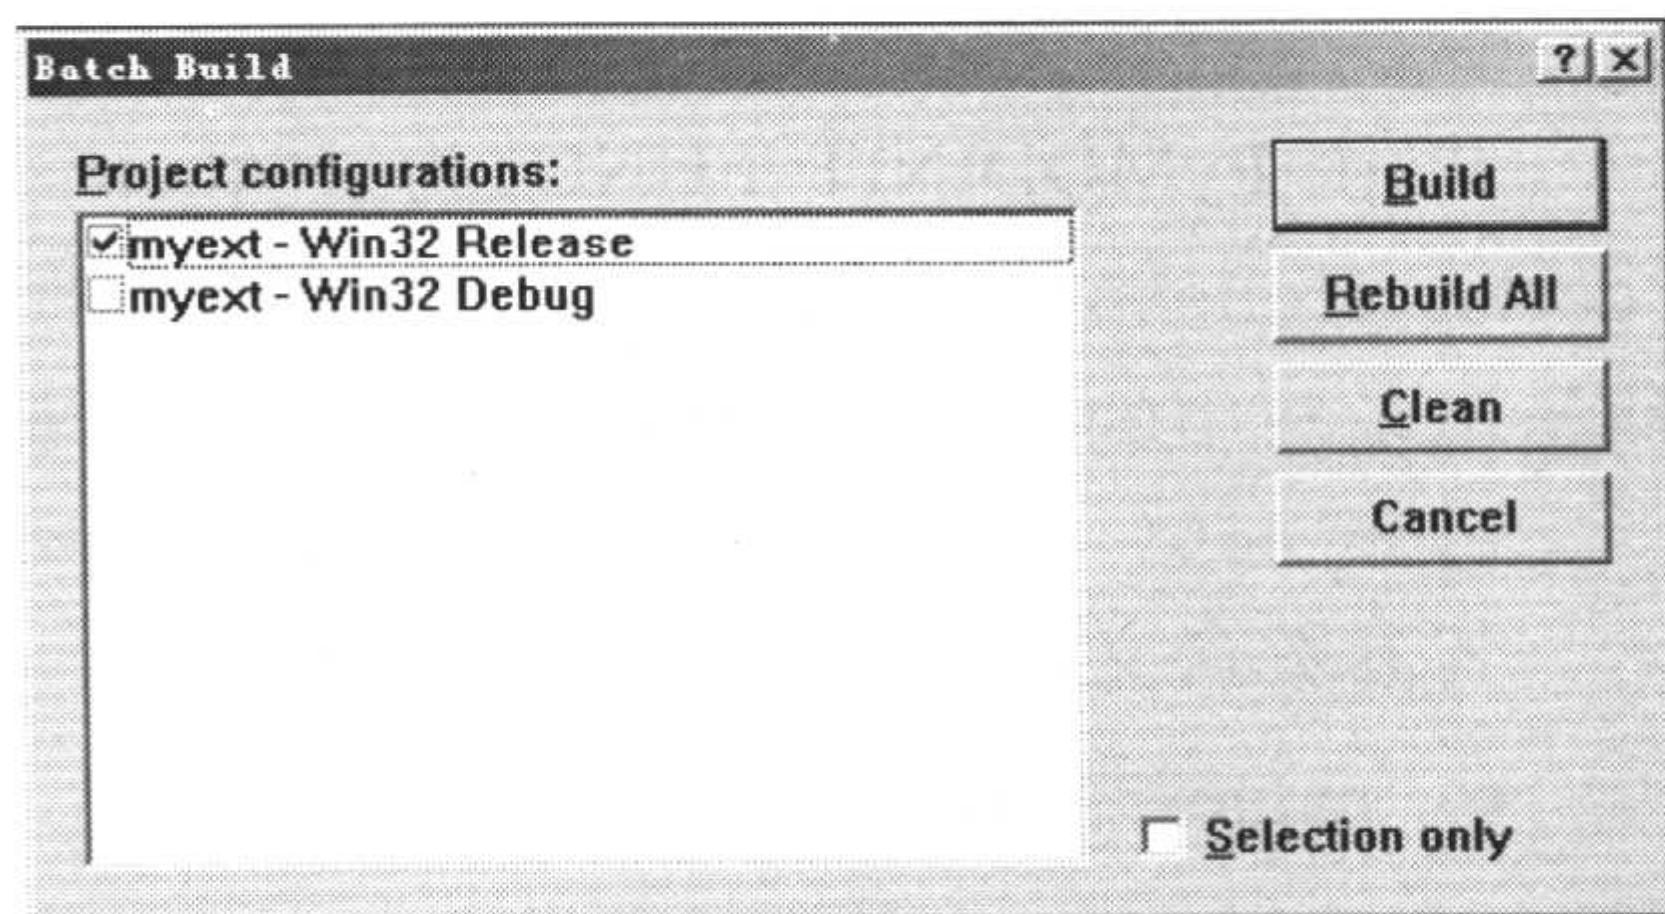 Batch Build
Project configurations:
myext - Win32 Release
myext - Win32 Debug
Build
Rebuild All
Clean
Cancel
Selection only